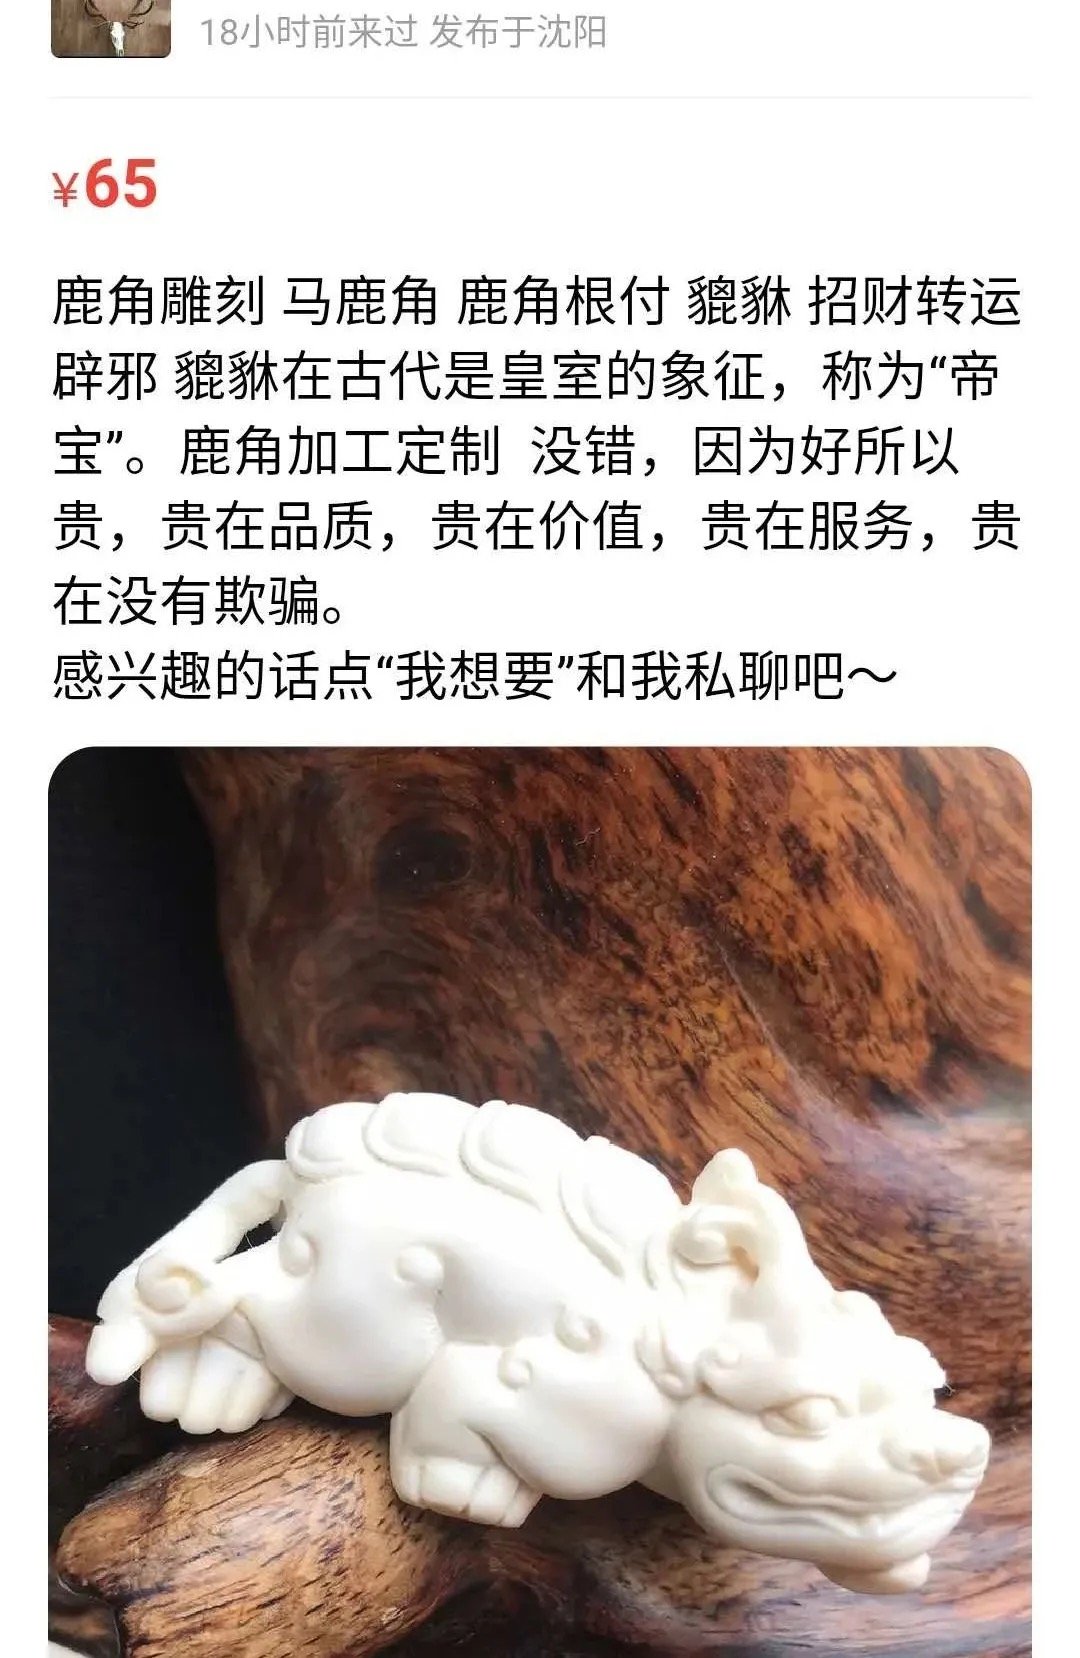 18小时前来过 发布于沈阳
¥65
鹿角雕刻 马鹿角 鹿角根付 貔貅 招财转运
辟邪 貔貅在古代是皇室的象征，称为“帝
宝”。鹿角加工定制  没错，因为好所以
贵，贵在品质，贵在价值，贵在服务，贵
在没有欺骗。
感兴趣的话点“我想要”和我私聊吧～